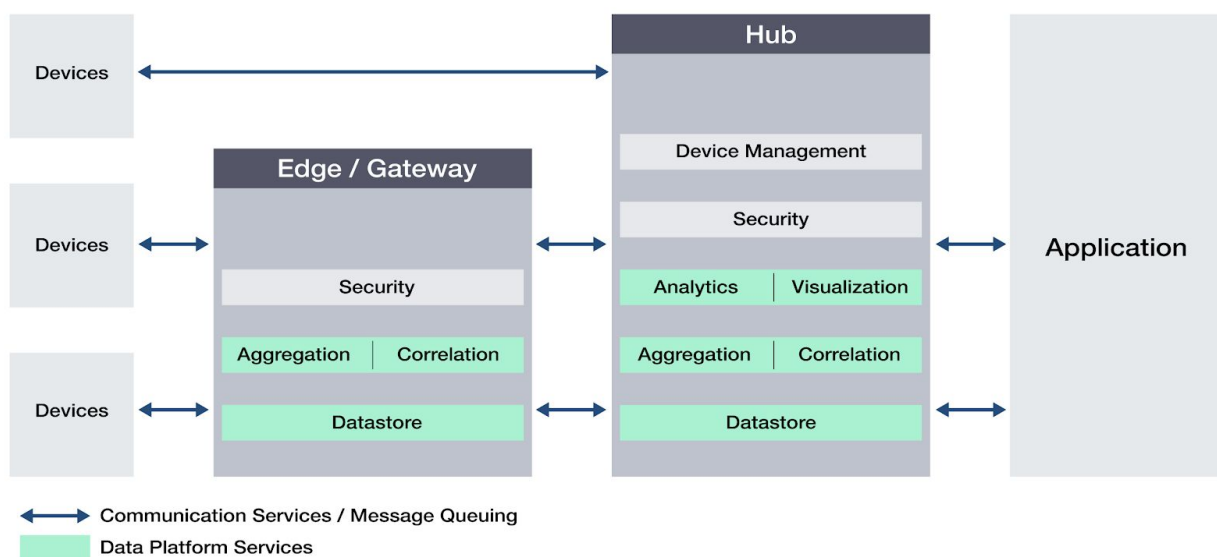 Devices
Devices
Devices
Edge / Gateway
Security
Aggregation | Correlation
Datastore
Hub
Device Management
Security
Analytics | Visualization
Aggregation | Correlation
Datastore
Application
Communication Services / Message Queuing
Data Platform Services